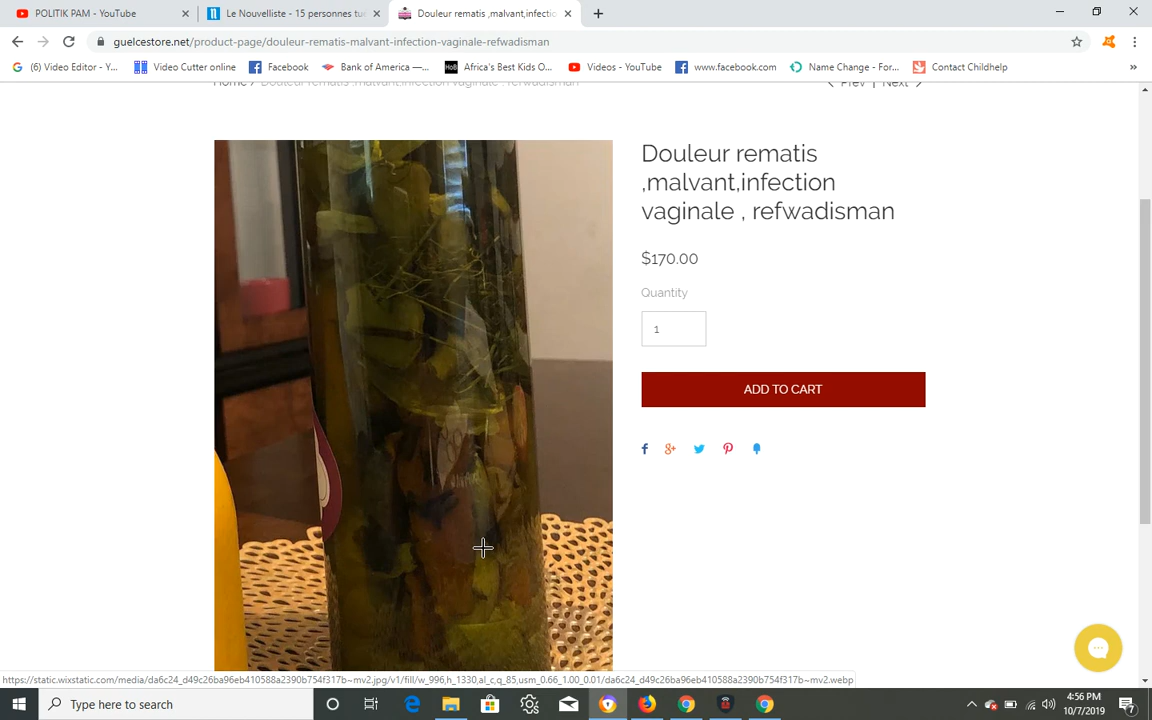 POLITIK PAM - YouTube
Le Nouvelliste - 15 personnes tu
Douleur rematis ,malvant,infectio
guelcestore.net/product-page/douleur-rematis-malvant-infection-vaginale-refwadisman
(6) Video Editor - Y...
Video Cutter online
Facebook
Bank of America —...
Africa's Best Kids O...
Videos - YouTube
www.facebook.com
Name Change - For...
Contact Childhelp
Home / Douleur rematis ,malvant,infection vaginale , refwadisman
Prev | Next
Douleur rematis
,malvant,infection
vaginale , refwadisman
$170.00
Quantity
1
ADD TO CART
https://static.wixstatic.com/media/da6c24_d49c26ba96eb410588a2390b754f317b~mv2.jpg/v1/fill/w_996,h_1330,al_c,q_85,usm_0.66_1.00_0.01/da6c24_d49c26ba96eb410588a2390b754f317b~mv2.webp
Type here to search
4:56 PM
10/7/2019
7